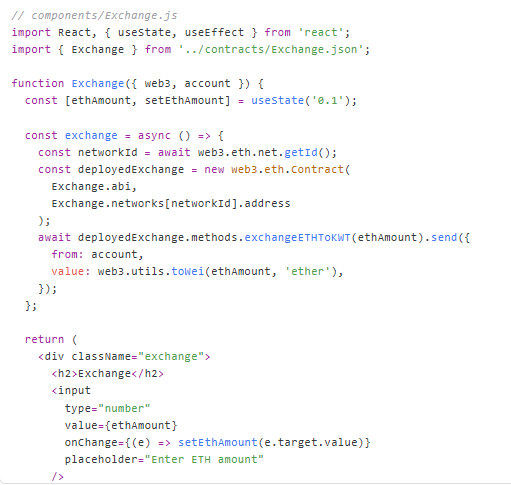 // components/Exchange.js
import React, { useState, useEffect } from 'react';
import { Exchange } from '../contracts/Exchange.json';

function Exchange({ web3, account }) {
  const [ethAmount, setEthAmount] = useState('0.1');

  const exchange = async () => {
    const networkId = await web3.eth.net.getId();
    const deployedExchange = new web3.eth.Contract(
      Exchange.abi,
      Exchange.networks[networkId].address
    );
    await deployedExchange.methods.exchangeETHToKWT(ethAmount).send({
      from: account,
      value: web3.utils.toWei(ethAmount, 'ether'),
    });
  };

  return (
    <div className="exchange">
      <h2>Exchange</h2>
      <input
        type="number"
        value={ethAmount}
        onChange={(e) => setEthAmount(e.target.value)}
        placeholder="Enter ETH amount"
      />